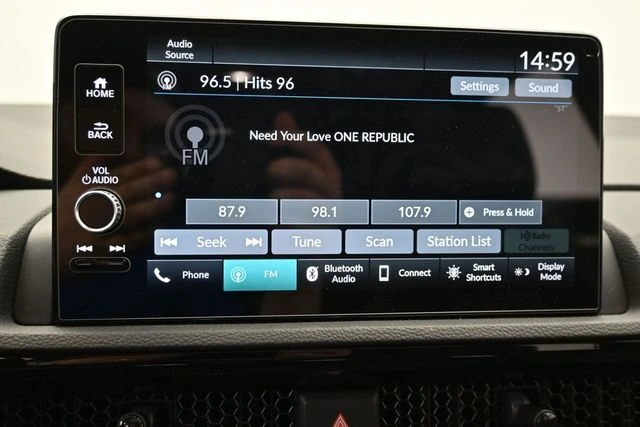 Audio
Source
14:59
HOME
96.5 | Hits 96
Settings
Sound
"ST"
BACK
Need Your Love ONE REPUBLIC
FM
VOL
AUDIO
87.9
98.1
107.9
Press & Hold
Seek
Tune
Scan
Station List
HD Radio
Channels
Phone
FM
Bluetooth
Audio
Connect
Smart
Shortcuts
Display
Mode